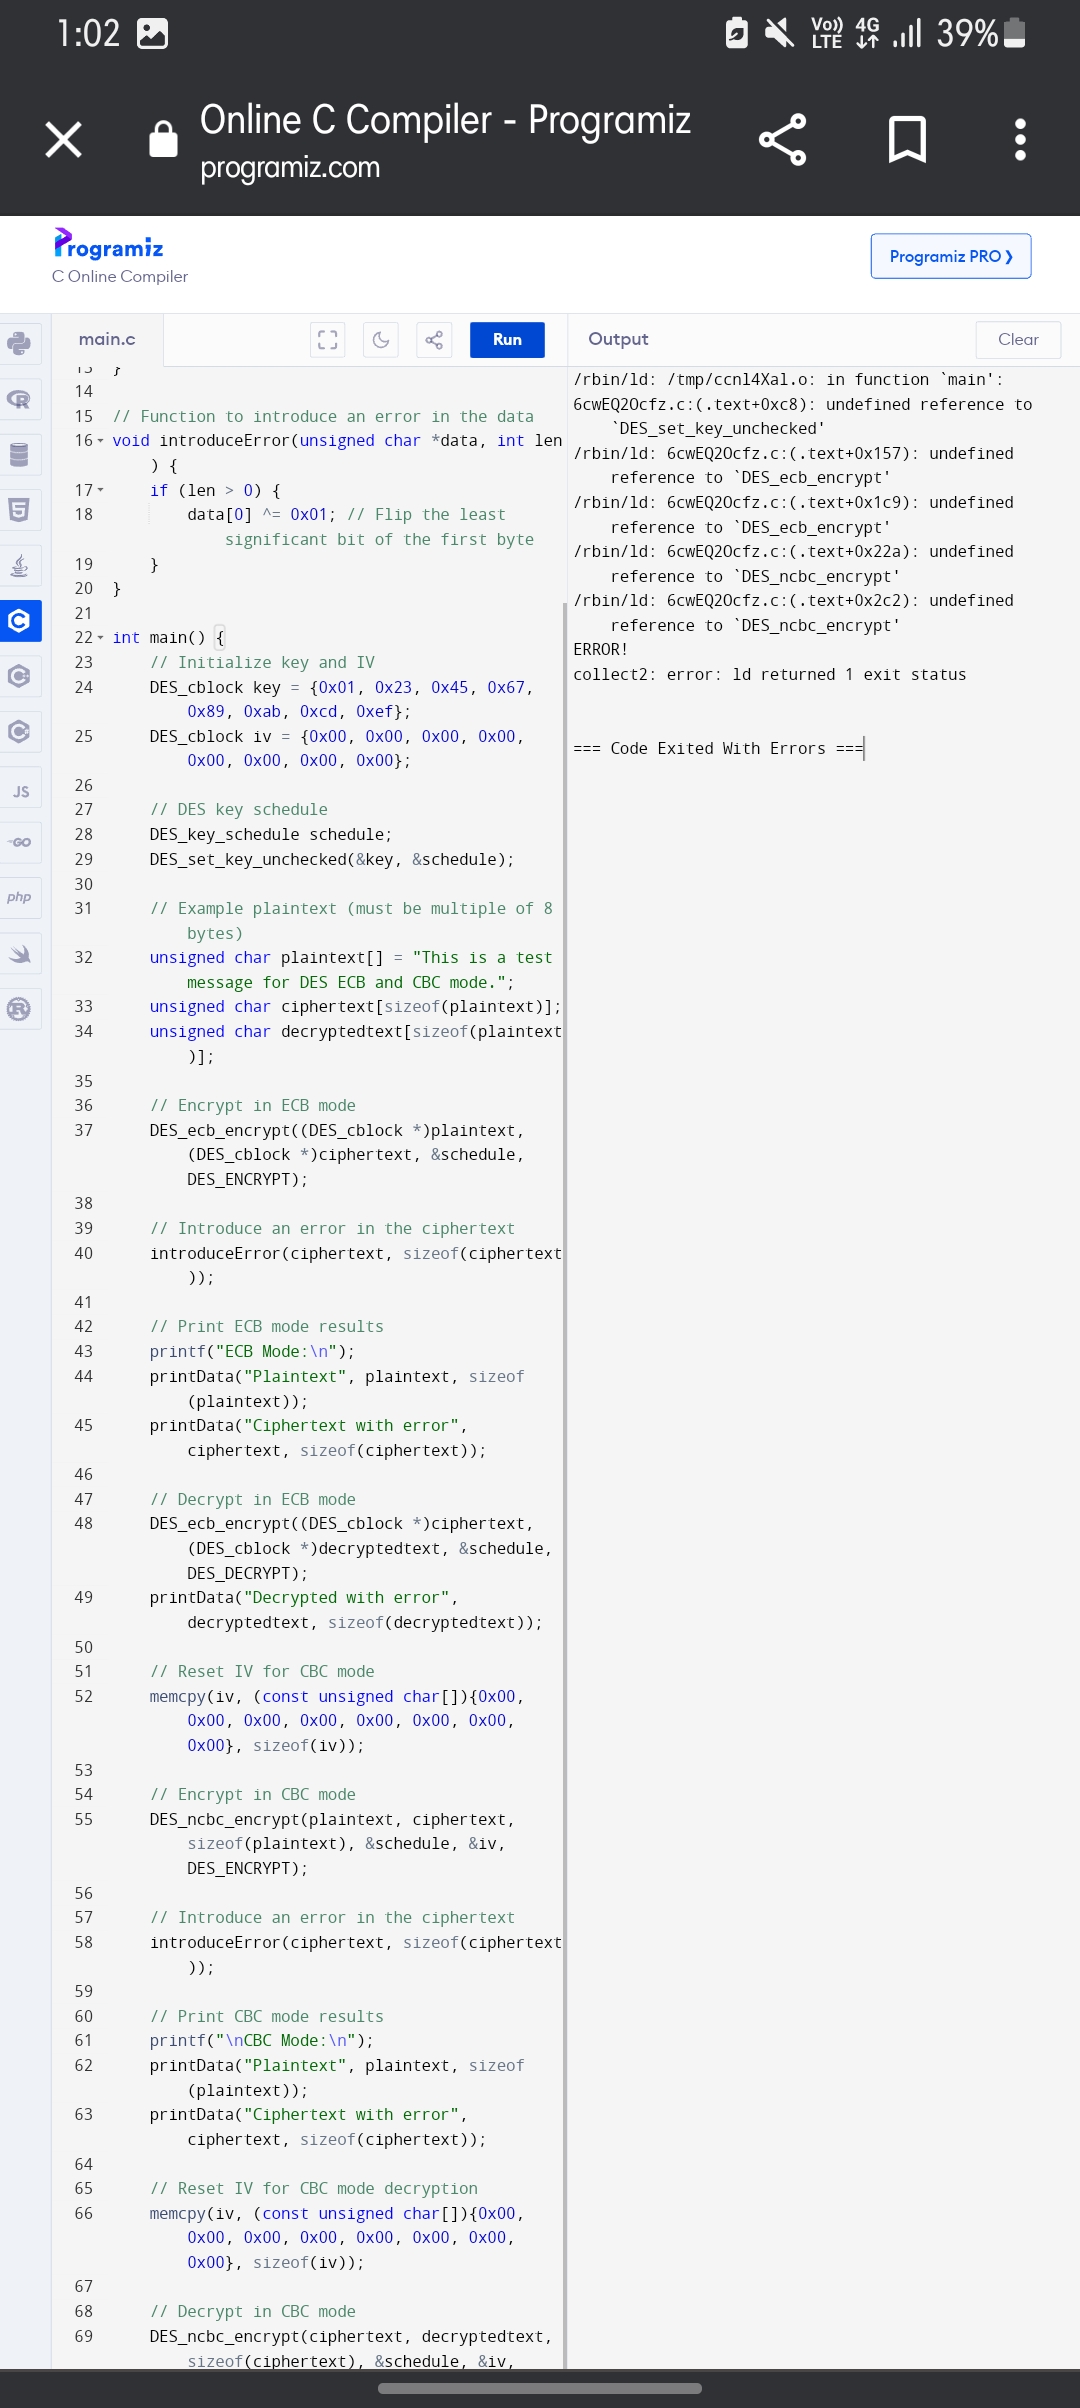 1:02
Vo)) LTE 4G 39%
Online C Compiler - Programiz
programiz.com
Programiz
C Online Compiler
Programiz PRO ❯
main.c
Run
Output
Clear
JS
GO
php
13 }
14
15 // Function to introduce an error in the data
16 void introduceError(unsigned char *data, int len
) {
17 if (len > 0) {
18 data[0] ^= 0x01; // Flip the least
significant bit of the first byte
19 }
20 }
21
22 int main() {
23 // Initialize key and IV
24 DES_cblock key = {0x01, 0x23, 0x45, 0x67,
0x89, 0xab, 0xcd, 0xef};
25 DES_cblock iv = {0x00, 0x00, 0x00, 0x00,
0x00, 0x00, 0x00, 0x00};
26
27 // DES key schedule
28 DES_key_schedule schedule;
29 DES_set_key_unchecked(&key, &schedule);
30
31 // Example plaintext (must be multiple of 8
bytes)
32 unsigned char plaintext[] = "This is a test
message for DES ECB and CBC mode.";
33 unsigned char ciphertext[sizeof(plaintext)];
34 unsigned char decryptedtext[sizeof(plaintext
)];
35
36 // Encrypt in ECB mode
37 DES_ecb_encrypt((DES_cblock *)plaintext,
(DES_cblock *)ciphertext, &schedule,
DES_ENCRYPT);
38
39 // Introduce an error in the ciphertext
40 introduceError(ciphertext, sizeof(ciphertext
));
41
42 // Print ECB mode results
43 printf("ECB Mode:\n");
44 printData("Plaintext", plaintext, sizeof
(plaintext));
45 printData("Ciphertext with error",
ciphertext, sizeof(ciphertext));
46
47 // Decrypt in ECB mode
48 DES_ecb_encrypt((DES_cblock *)ciphertext,
(DES_cblock *)decryptedtext, &schedule,
DES_DECRYPT);
49 printData("Decrypted with error",
decryptedtext, sizeof(decryptedtext));
50
51 // Reset IV for CBC mode
52 memcpy(iv, (const unsigned char[]){0x00,
0x00, 0x00, 0x00, 0x00, 0x00, 0x00,
0x00}, sizeof(iv));
53
54 // Encrypt in CBC mode
55 DES_ncbc_encrypt(plaintext, ciphertext,
sizeof(plaintext), &schedule, &iv,
DES_ENCRYPT);
56
57 // Introduce an error in the ciphertext
58 introduceError(ciphertext, sizeof(ciphertext
));
59
60 // Print CBC mode results
61 printf("\nCBC Mode:\n");
62 printData("Plaintext", plaintext, sizeof
(plaintext));
63 printData("Ciphertext with error",
ciphertext, sizeof(ciphertext));
64
65 // Reset IV for CBC mode decryption
66 memcpy(iv, (const unsigned char[]){0x00,
0x00, 0x00, 0x00, 0x00, 0x00, 0x00,
0x00}, sizeof(iv));
67
68 // Decrypt in CBC mode
69 DES_ncbc_encrypt(ciphertext, decryptedtext,
sizeof(ciphertext), &schedule, &iv,
/rbin/ld: /tmp/ccnl4Xal.o: in function `main':
6cwEQ2Ocfz.c:(.text+0xc8): undefined reference to
`DES_set_key_unchecked'
/rbin/ld: 6cwEQ2Ocfz.c:(.text+0x157): undefined
reference to `DES_ecb_encrypt'
/rbin/ld: 6cwEQ2Ocfz.c:(.text+0x1c9): undefined
reference to `DES_ecb_encrypt'
/rbin/ld: 6cwEQ2Ocfz.c:(.text+0x22a): undefined
reference to `DES_ncbc_encrypt'
/rbin/ld: 6cwEQ2Ocfz.c:(.text+0x2c2): undefined
reference to `DES_ncbc_encrypt'
ERROR!
collect2: error: ld returned 1 exit status
=== Code Exited With Errors ===